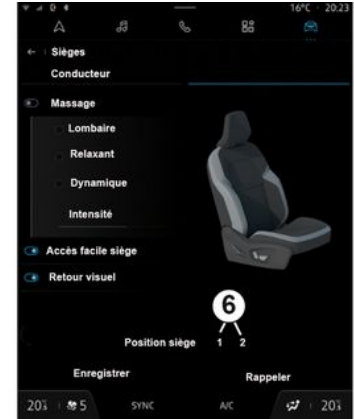 16°C 20:23
← Sièges
Conducteur
Massage
Lombaire
Relaxant
Dynamique
Intensité
Accès facile siège
Retour visuel
6
Position siège 1 2
Enregistrer Rappeler
5 SYNC A/C